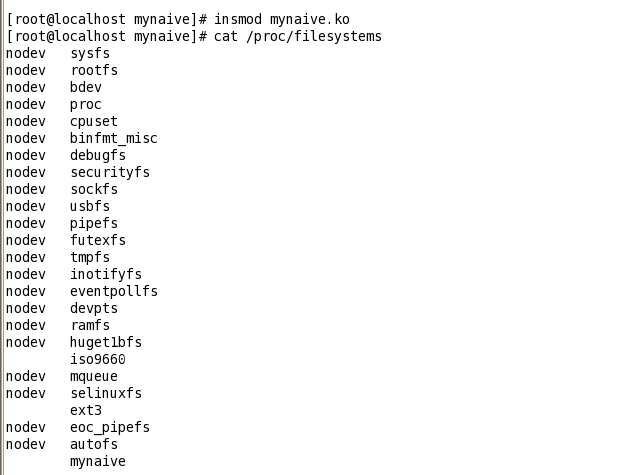 [root@localhost mynaive]# insmod mynaive.ko
[root@localhost mynaive]# cat /proc/filesystems
nodev   sysfs
nodev   rootfs
nodev   bdev
nodev   proc
nodev   cpuset
nodev   binfmt_misc
nodev   debugfs
nodev   securityfs
nodev   sockfs
nodev   usbfs
nodev   pipefs
nodev   futexfs
nodev   tmpfs
nodev   inotifyfs
nodev   eventpollfs
nodev   devpts
nodev   ramfs
nodev   huget1bfs
        iso9660
nodev   mqueue
nodev   selinuxfs
        ext3
nodev   eoc_pipefs
nodev   autofs
        mynaive